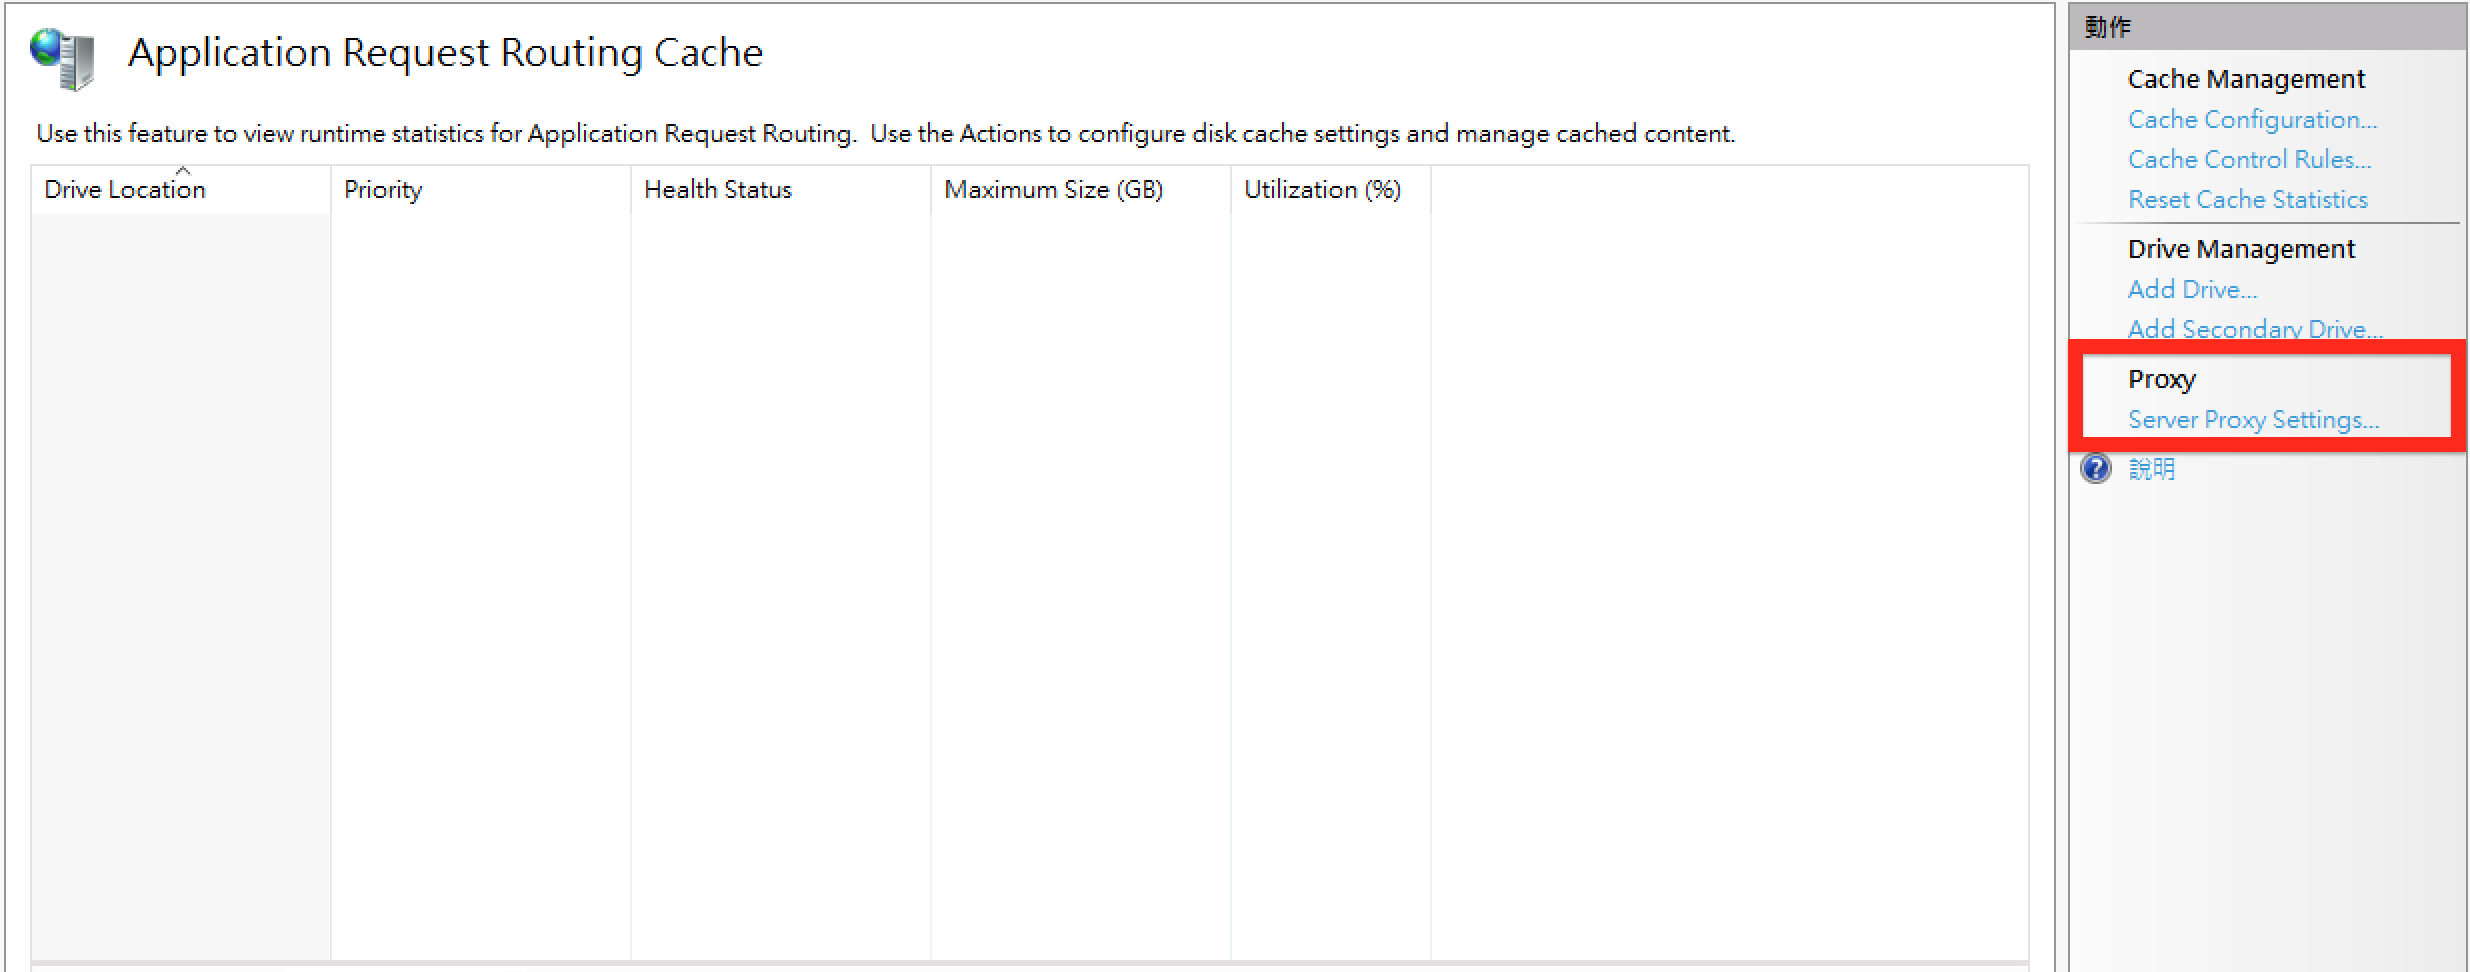 Application Request Routing Cache
Use this feature to view runtime statistics for Application Request Routing.  Use the Actions to configure disk cache settings and manage cached content.
Drive Location
Priority
Health Status
Maximum Size (GB)
Utilization (%)
動作
Cache Management
Cache Configuration...
Cache Control Rules...
Reset Cache Statistics
Drive Management
Add Drive...
Add Secondary Drive...
Proxy
Server Proxy Settings...
說明